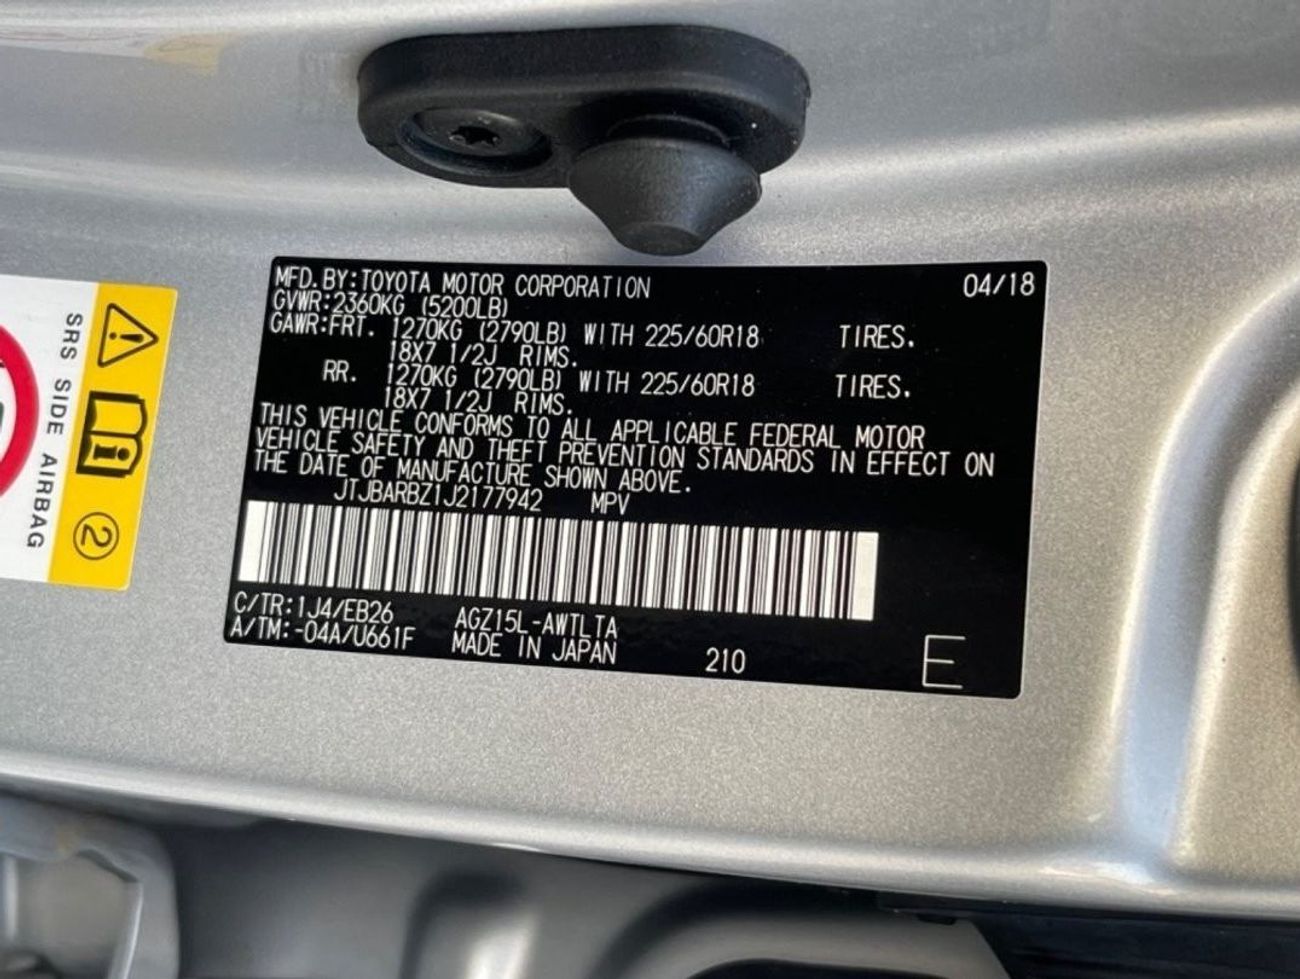 MFD.BY:TOYOTA MOTOR CORPORATION 04/18
GVWR:2360KG (5200LB)
GAWR:FRT. 1270KG (2790LB) WITH 225/60R18 TIRES.
18X7 1/2J RIMS.
RR. 1270KG (2790LB) WITH 225/60R18 TIRES.
18X7 1/2J RIMS.
THIS VEHICLE CONFORMS TO ALL APPLICABLE FEDERAL MOTOR
VEHICLE SAFETY AND THEFT PREVENTION STANDARDS IN EFFECT ON
THE DATE OF MANUFACTURE SHOWN ABOVE.
JTJBARBZ1J2177942 MPV
C/TR:1J4/EB26 AGZ15L-AWTLTA
A/TM:-04A/U661F MADE IN JAPAN 210 E
SRS SIDE AIRBAG
2